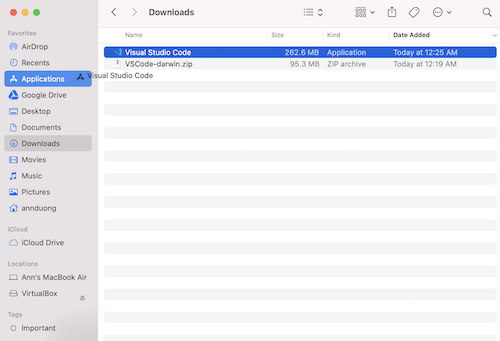 Downloads
Favorites
AirDrop
Recents
Applications
Visual Studio Code
Google Drive
Desktop
Documents
Downloads
Movies
Music
Pictures
annduong
iCloud
iCloud Drive
Locations
Ann's MacBook Air
VirtualBox
Tags
Important
Name Size Kind Date Added
Visual Studio Code 262.6 MB Application Today at 12:25 AM
VSCode-darwin.zip 95.3 MB ZIP archive Today at 12:19 AM